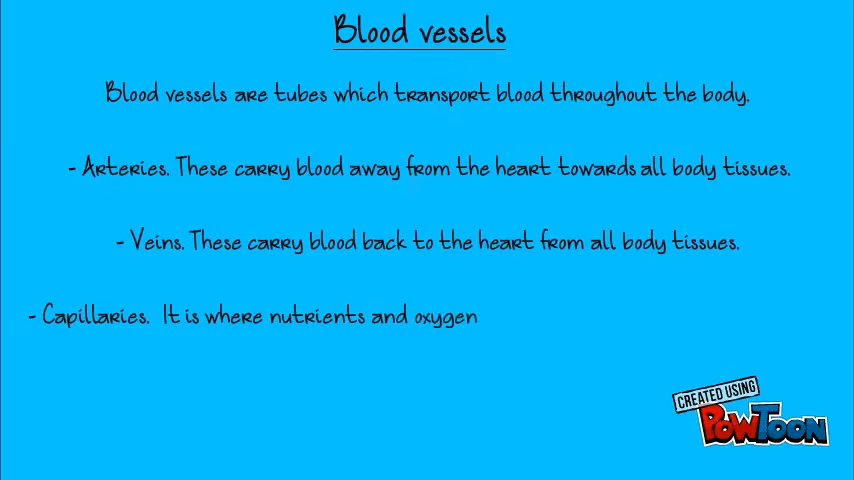 Blood vessels
Blood vessels are tubes which transport blood throughout the body.
- Arteries. These carry blood away from the heart towards all body tissues.
- Veins. These carry blood back to the heart from all body tissues.
- Capillaries. It is where nutrients and oxygen
CREATED USING
POWTOON